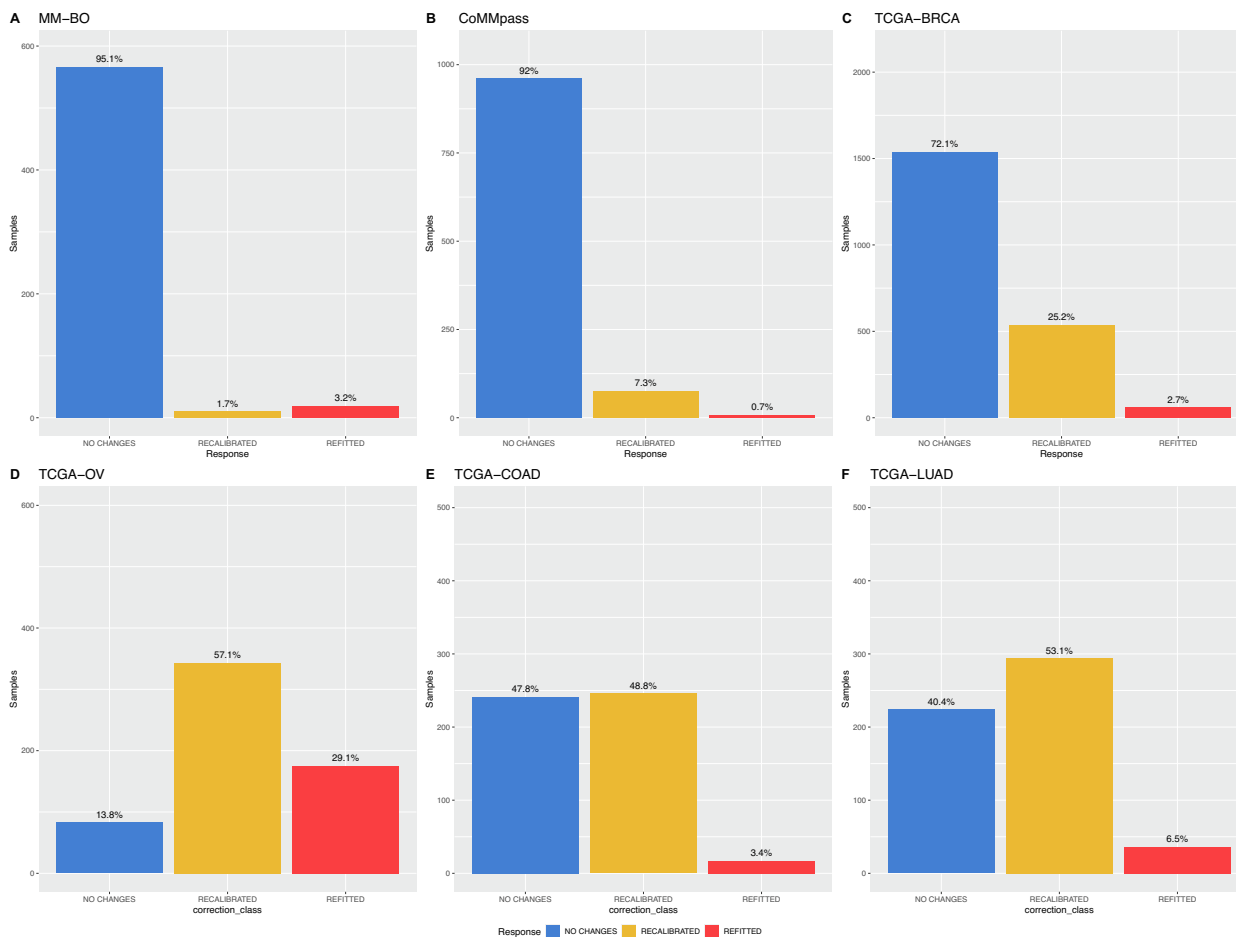 A MM-BO
600
400
200
0
Samples
95.1%
1.7%
3.2%
NO CHANGES RECALIBRATED REFITTED
Response
B CoMMpass
1000
750
500
250
0
Samples
92%
7.3%
0.7%
NO CHANGES RECALIBRATED REFITTED
Response
C TCGA-BRCA
2000
1500
1000
500
0
Samples
72.1%
25.2%
2.7%
NO CHANGES RECALIBRATED REFITTED
Response
D TCGA-OV
600
400
200
0
Samples
13.8%
57.1%
29.1%
NO CHANGES RECALIBRATED REFITTED
correction_class
E TCGA-COAD
500
400
300
200
100
0
Samples
47.8%
48.8%
3.4%
NO CHANGES RECALIBRATED REFITTED
correction_class
F TCGA-LUAD
500
400
300
200
100
0
Samples
40.4%
53.1%
6.5%
NO CHANGES RECALIBRATED REFITTED
correction_class
Response NO CHANGES RECALIBRATED REFITTED